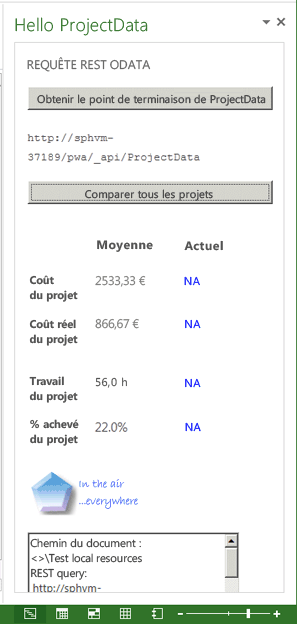 Hello ProjectData
REQUÊTE REST ODATA
Obtenir le point de terminaison de ProjectData
http://sphvm-
37189/pwa/_api/ProjectData
Comparer tous les projets
Moyenne Actuel
Coût
du projet 2533,33 € NA
Coût réel
du projet 866,67 € NA
Travail
du projet 56,0 h NA
% achevé
du projet 22.0% NA
In the air
...everywhere
Chemin du document :
<>\Test local resources
REST query:
http://sphvm-